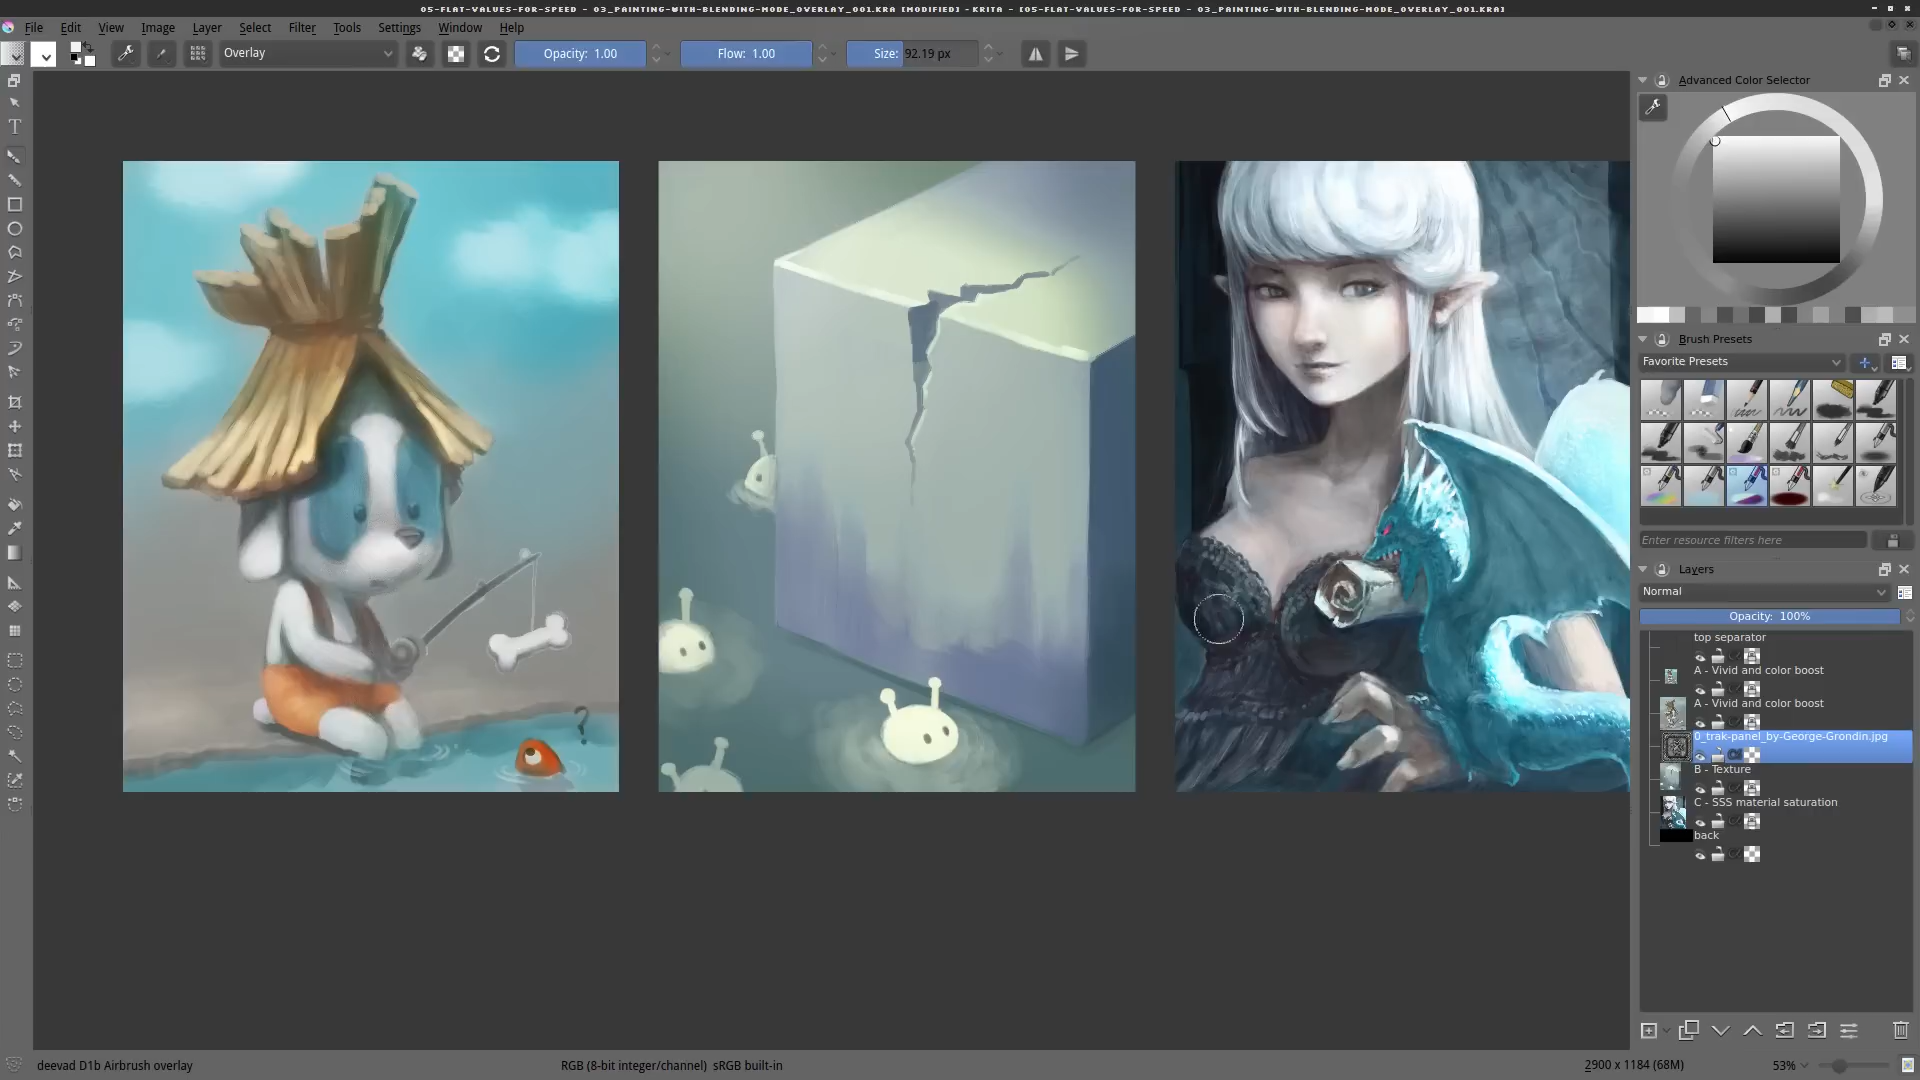 05-FLAT-VALUES-FOR-SPEED - 03_PAINTING-WITH-BLENDING-MODE_OVERLAY_001.KRA [MODIFIED] - KRITA - [05-FLAT-VALUES-FOR-SPEED - 03_PAINTING-WITH-BLENDING-MODE_OVERLAY_001.KRA]
File Edit View Image Layer Select Filter Tools Settings Window Help
Overlay Opacity: 1.00 Flow: 1.00 Size: 92.19 px
Advanced Color Selector
Brush Presets
Favorite Presets
Enter resource filters here
Layers
Normal
Opacity: 100%
top separator
A - Vivid and color boost
A - Vivid and color boost
0_trak-panel_by-George-Grondin.jpg
B - Texture
C - SSS material saturation
back
?
deevad D1b Airbrush overlay RGB (8-bit integer/channel) sRGB built-in 2900 x 1184 (68M) 53%